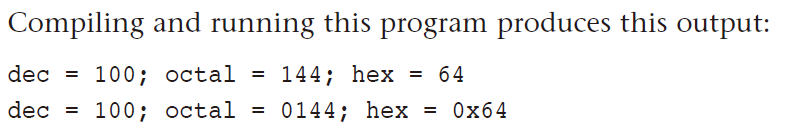 Compiling and running this program produces this output:
dec = 100; octal = 144; hex = 64
dec = 100; octal = 0144; hex = 0x64